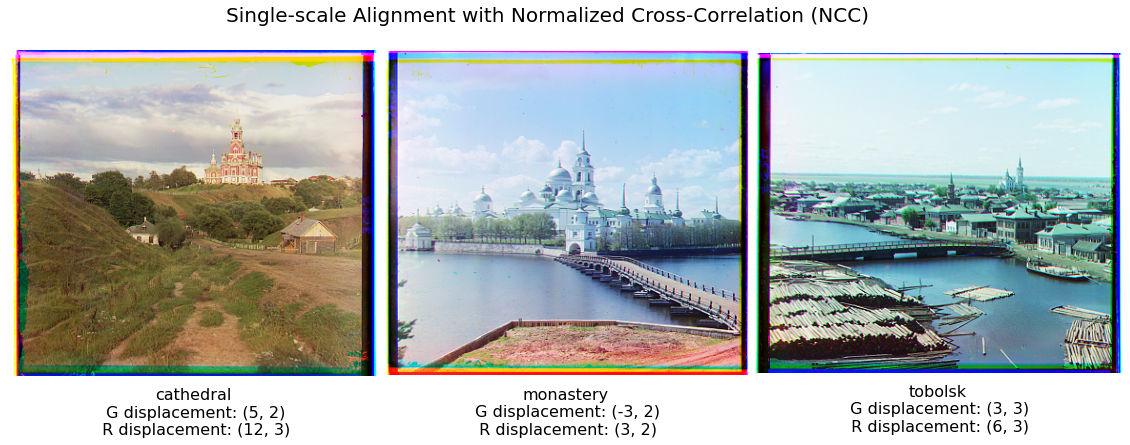 Single-scale Alignment with Normalized Cross-Correlation (NCC)
cathedral
G displacement: (5, 2)
R displacement: (12, 3)
monastery
G displacement: (-3, 2)
R displacement: (3, 2)
tobolsk
G displacement: (3, 3)
R displacement: (6, 3)